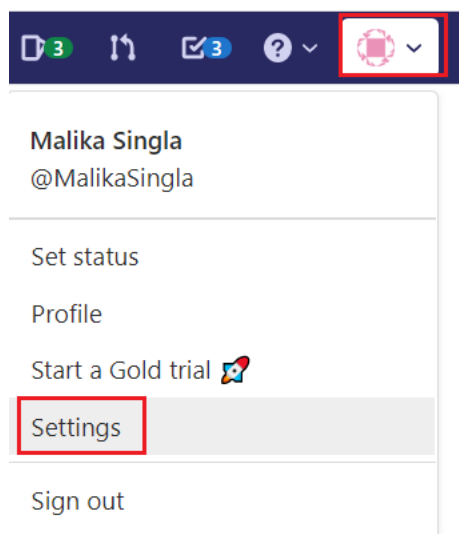 3 3
Malika Singla
@MalikaSingla
Set status
Profile
Start a Gold trial 🚀
Settings
Sign out